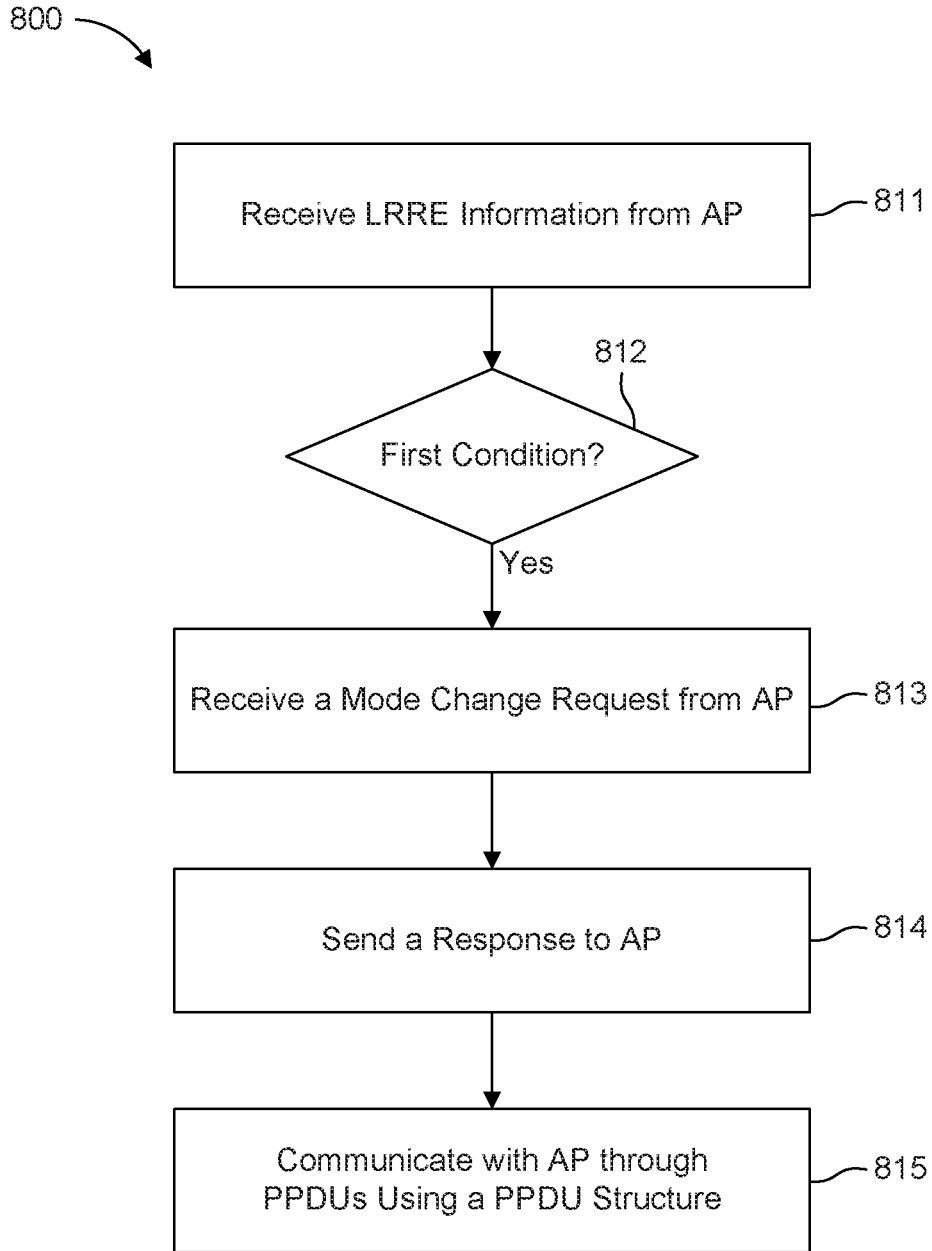 800
Receive LRRE Information from AP
811
812
First Condition?
Yes
Receive a Mode Change Request from AP
813
Send a Response to AP
814
Communicate with AP through
PPDUs Using a PPDU Structure
815